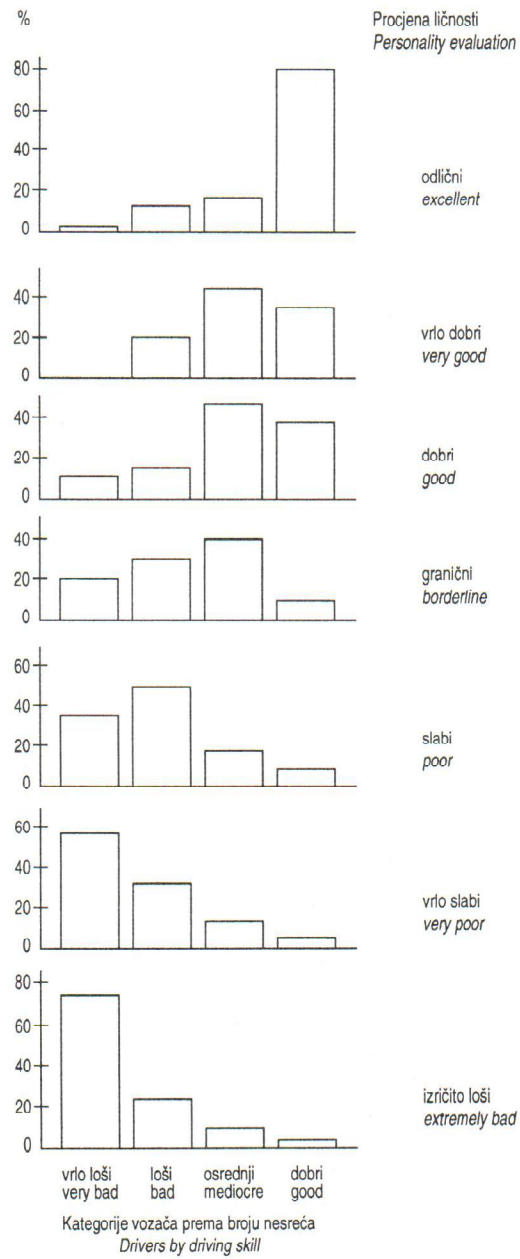 %
Procjena ličnosti
Personality evaluation
80
60
40
20
0
odlični
excellent
40
20
0
vrlo dobri
very good
40
20
0
dobri
good
40
20
0
granični
borderline
60
40
20
0
slabi
poor
60
40
20
0
vrlo slabi
very poor
80
60
40
20
0
izričito loši
extremely bad
vrlo loši loši osrednji dobri
very bad bad mediocre good
Kategorije vozača prema broju nesreća
Drivers by driving skill